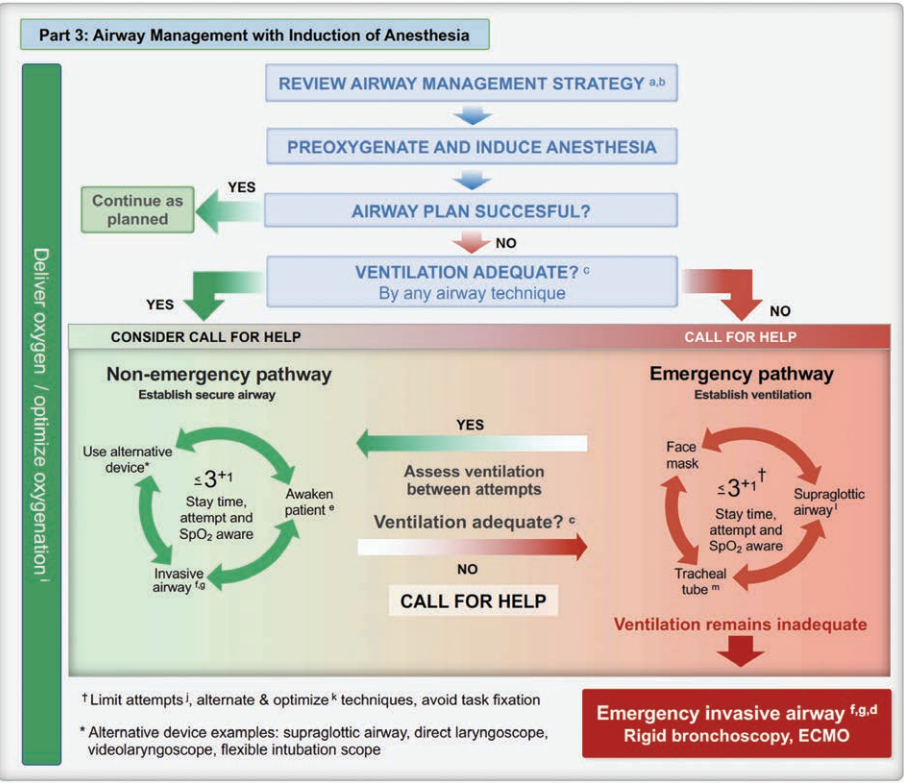 Part 3: Airway Management with Induction of Anesthesia
Deliver oxygen / optimize oxygenation i
REVIEW AIRWAY MANAGEMENT STRATEGY a,b
PREOXYGENATE AND INDUCE ANESTHESIA
YES
Continue as
planned
AIRWAY PLAN SUCCESFUL?
NO
VENTILATION ADEQUATE? c
By any airway technique
YES
NO
CONSIDER CALL FOR HELP
CALL FOR HELP
Non-emergency pathway
Establish secure airway
Use alternative
device*
≤ 3+1
Stay time,
attempt and
SpO₂ aware
Awaken
patient e
Invasive
airway f,g
YES
Assess ventilation
between attempts
Ventilation adequate? c
NO
CALL FOR HELP
Emergency pathway
Establish ventilation
Face
mask
≤ 3+1†
Stay time,
attempt and
SpO₂ aware
Supraglottic
airway l
Tracheal
tube m
Ventilation remains inadequate
† Limit attempts j, alternate & optimize k techniques, avoid task fixation
* Alternative device examples: supraglottic airway, direct laryngoscope,
videolaryngoscope, flexible intubation scope
Emergency invasive airway f,g,d
Rigid bronchoscopy, ECMO